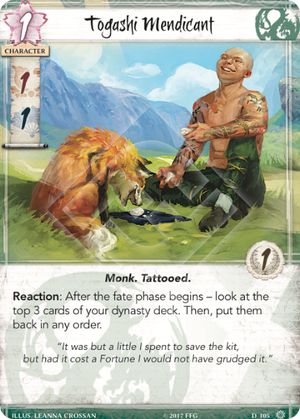 Togashi Mendicant
1
CHARACTER
1
1
1
Monk. Tattooed.
Reaction: After the fate phase begins – look at
the top 3 cards of your dynasty deck. Then, put them
back in any order.
"It was but a little I spent to save the kit,
but had it cost a Fortune I would not have grudged it."
ILLUS. LEANNA CROSSAN
© 2017 FFG
D 105